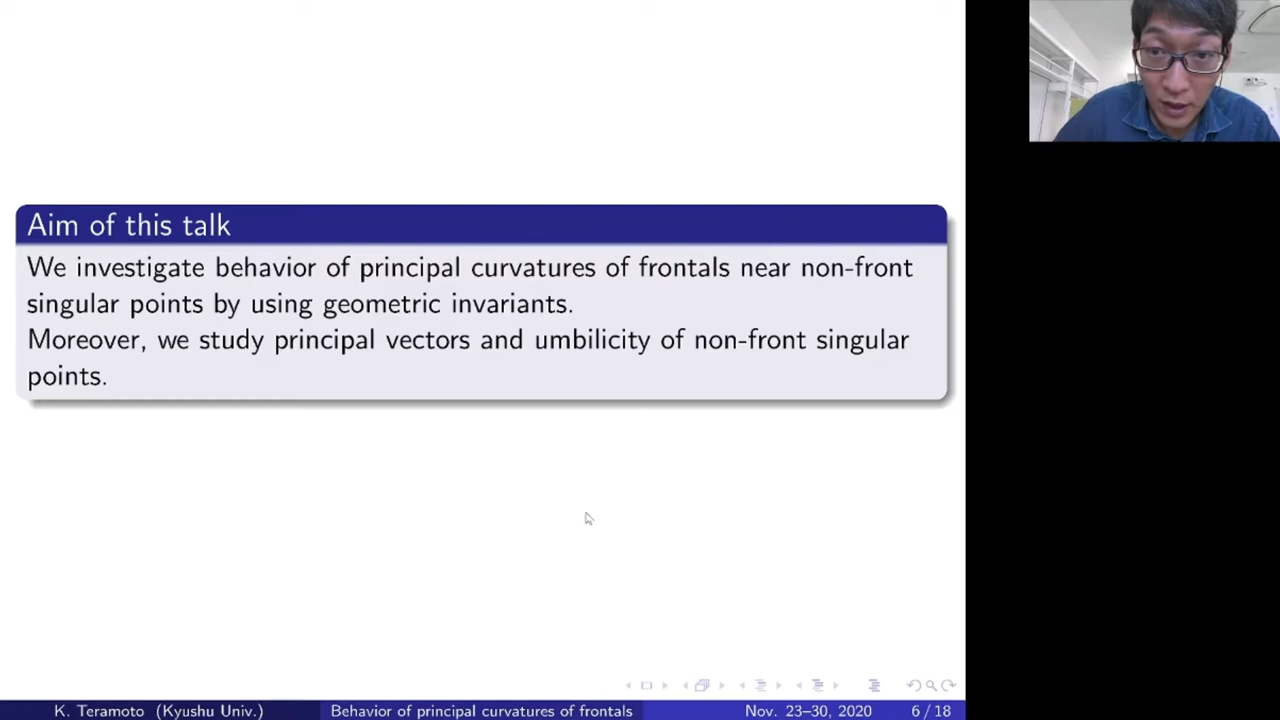 Aim of this talk
We investigate behavior of principal curvatures of frontals near non-front
singular points by using geometric invariants.
Moreover, we study principal vectors and umbilicity of non-front singular
points.
K. Teramoto (Kyushu Univ.) Behavior of principal curvatures of frontals Nov. 23–30, 2020 6 / 18